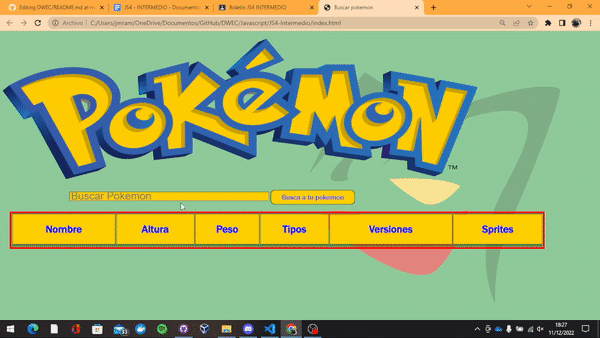 Editing DWEC/README.md at m
JS4 - INTERMEDIO - Documento
Boletín JS4 INTERMEDIO
Buscar pokemon
Archivo | C:/Users/jmram/OneDrive/Documentos/GitHub/DWEC/Javascript/JS4-Intermedio/index.html
POKéMON
TM
Buscar Pokemon
Busca a tu pokemon
Nombre Altura Peso Tipos Versiones Sprites
18:27
11/12/2022